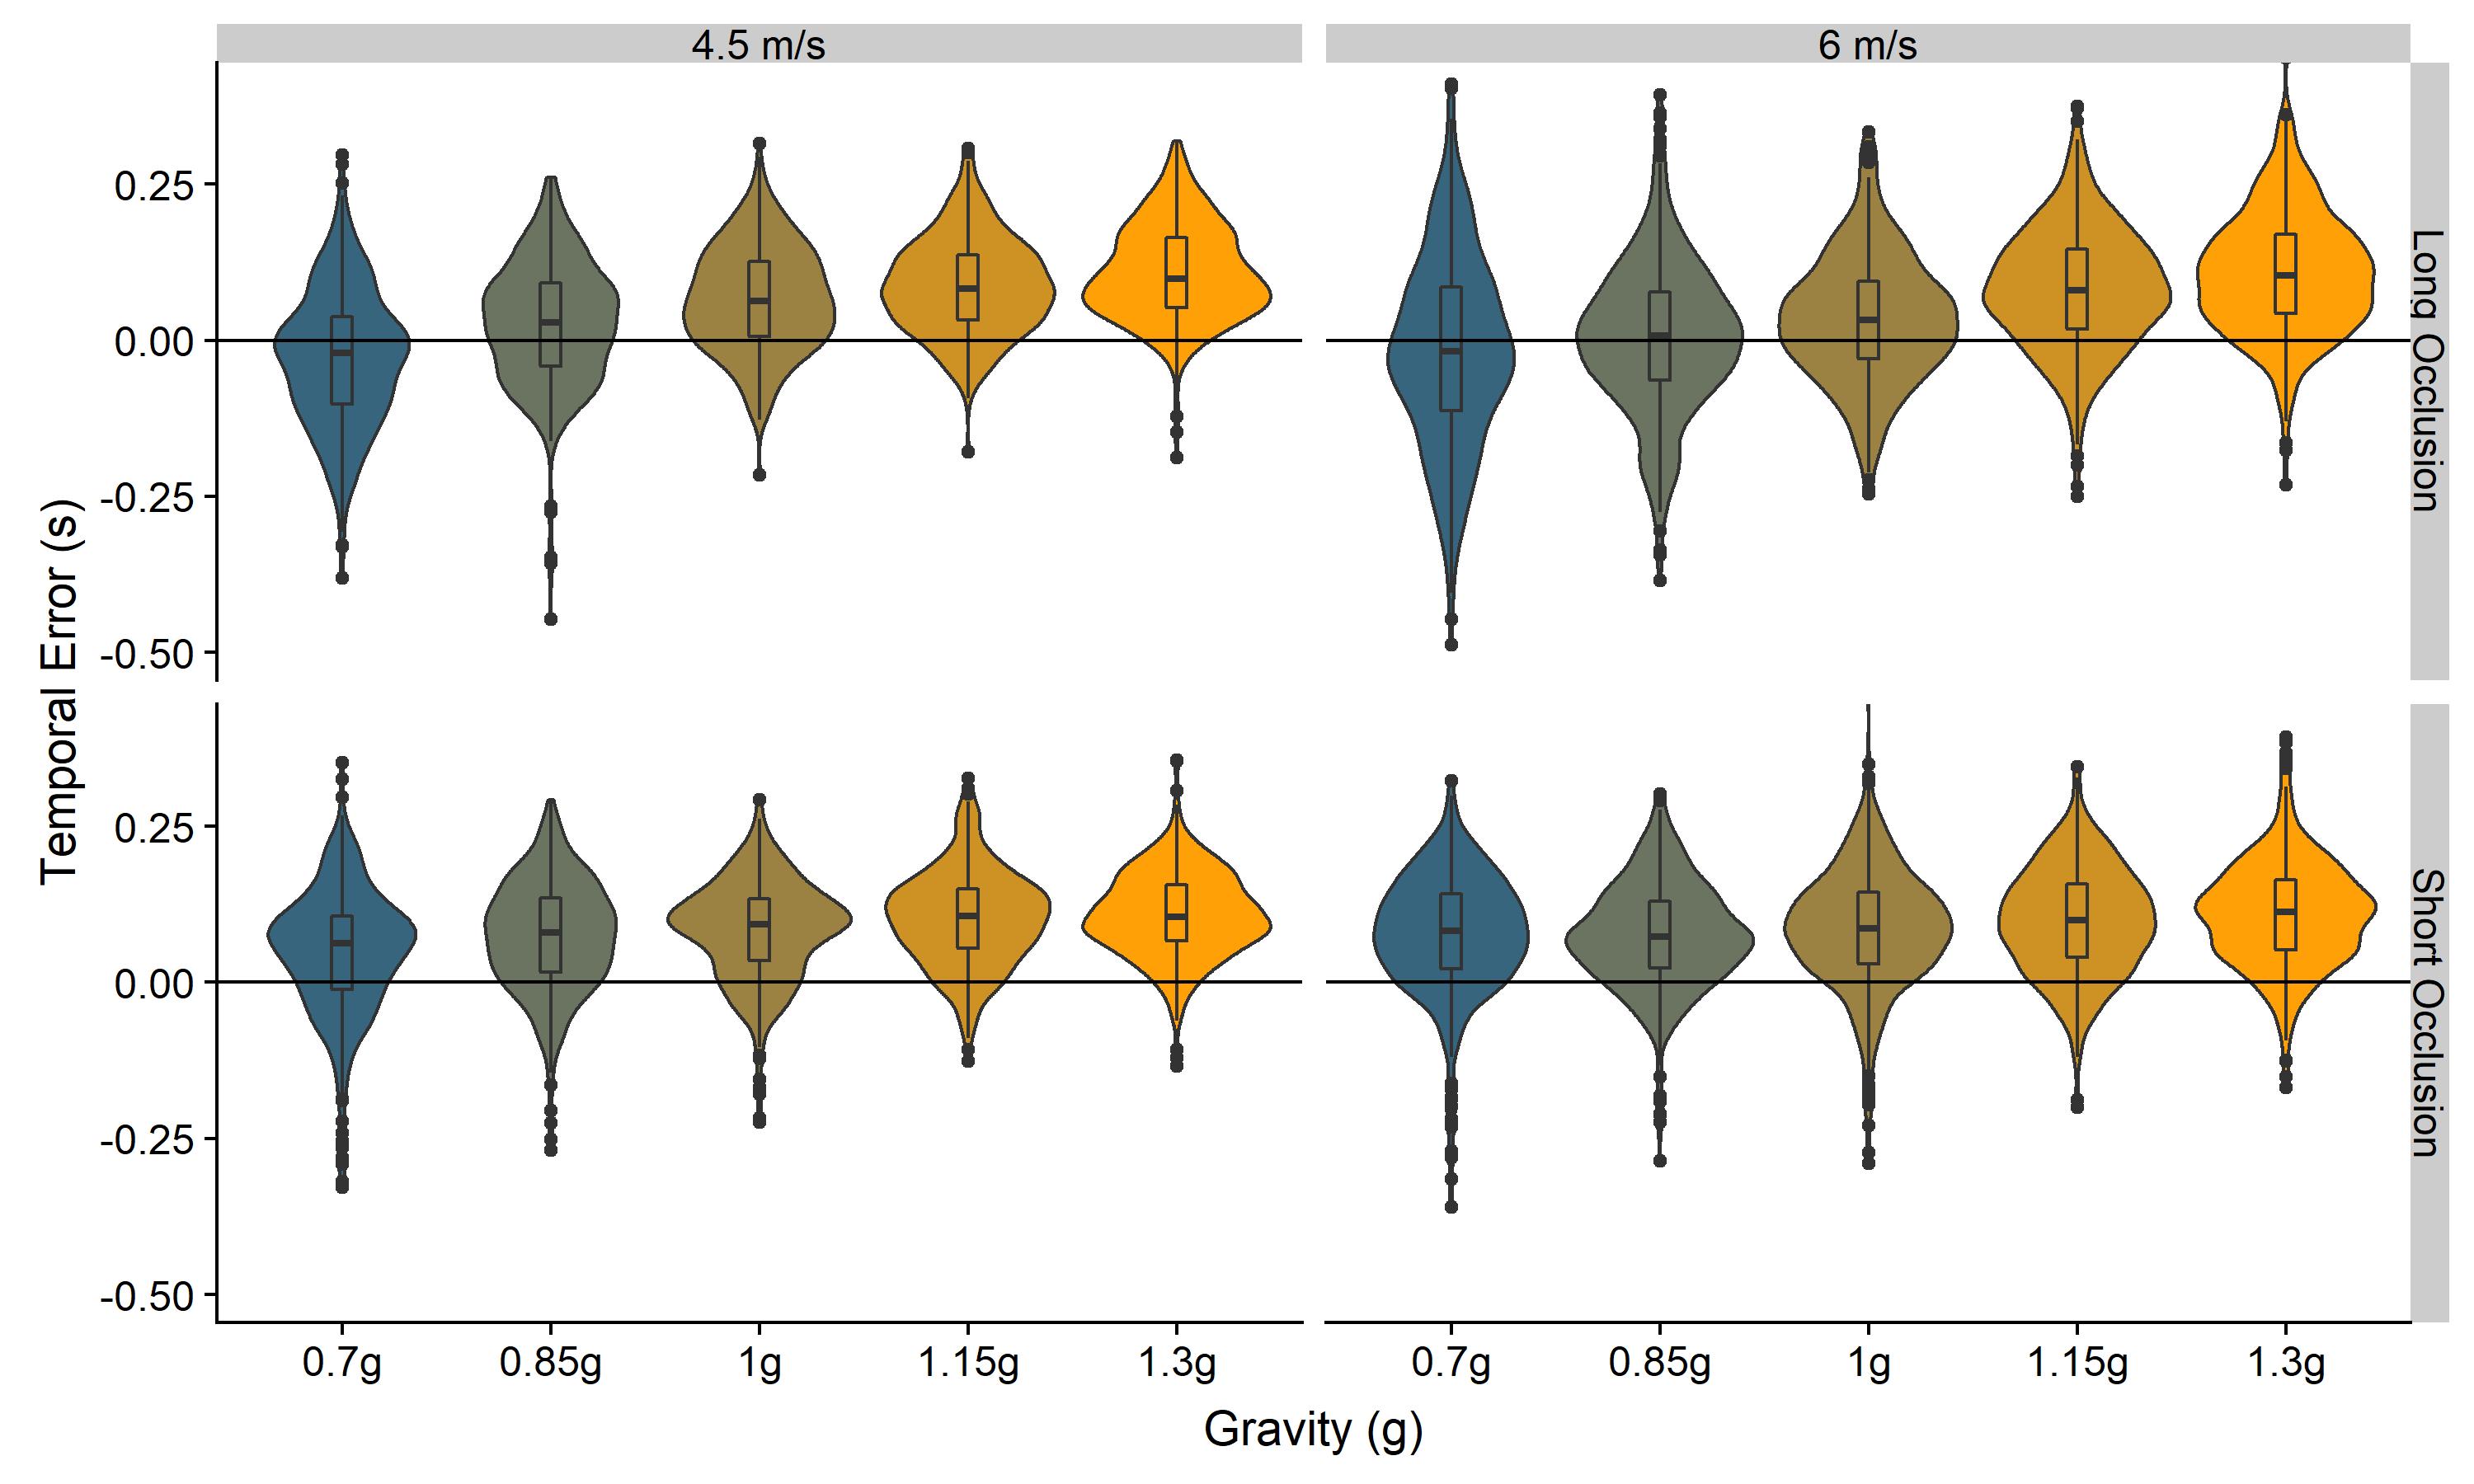 4.5 m/s
6 m/s
Temporal Error (s)
0.25
0.00
-0.25
-0.50
Long Occlusion
0.25
0.00
-0.25
-0.50
Short Occlusion
0.7g
0.85g
1g
1.15g
1.3g
0.7g
0.85g
1g
1.15g
1.3g
Gravity (g)